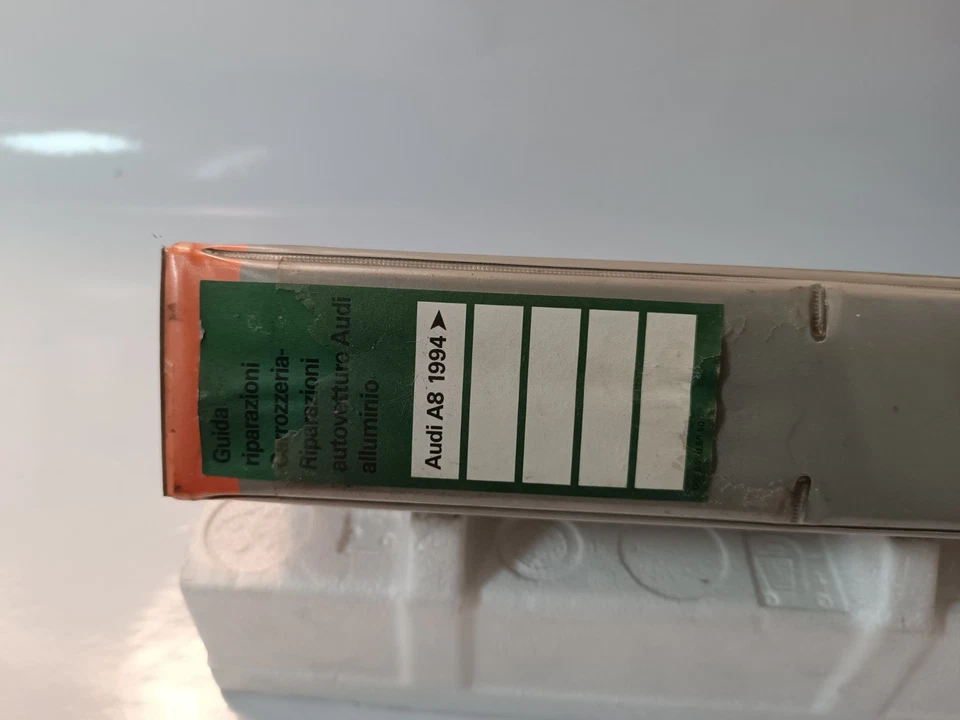 Guida
riparazioni
Carrozzeria-
Riparazioni
autovetture Audi
alluminio
Audi A8 1994 ➤